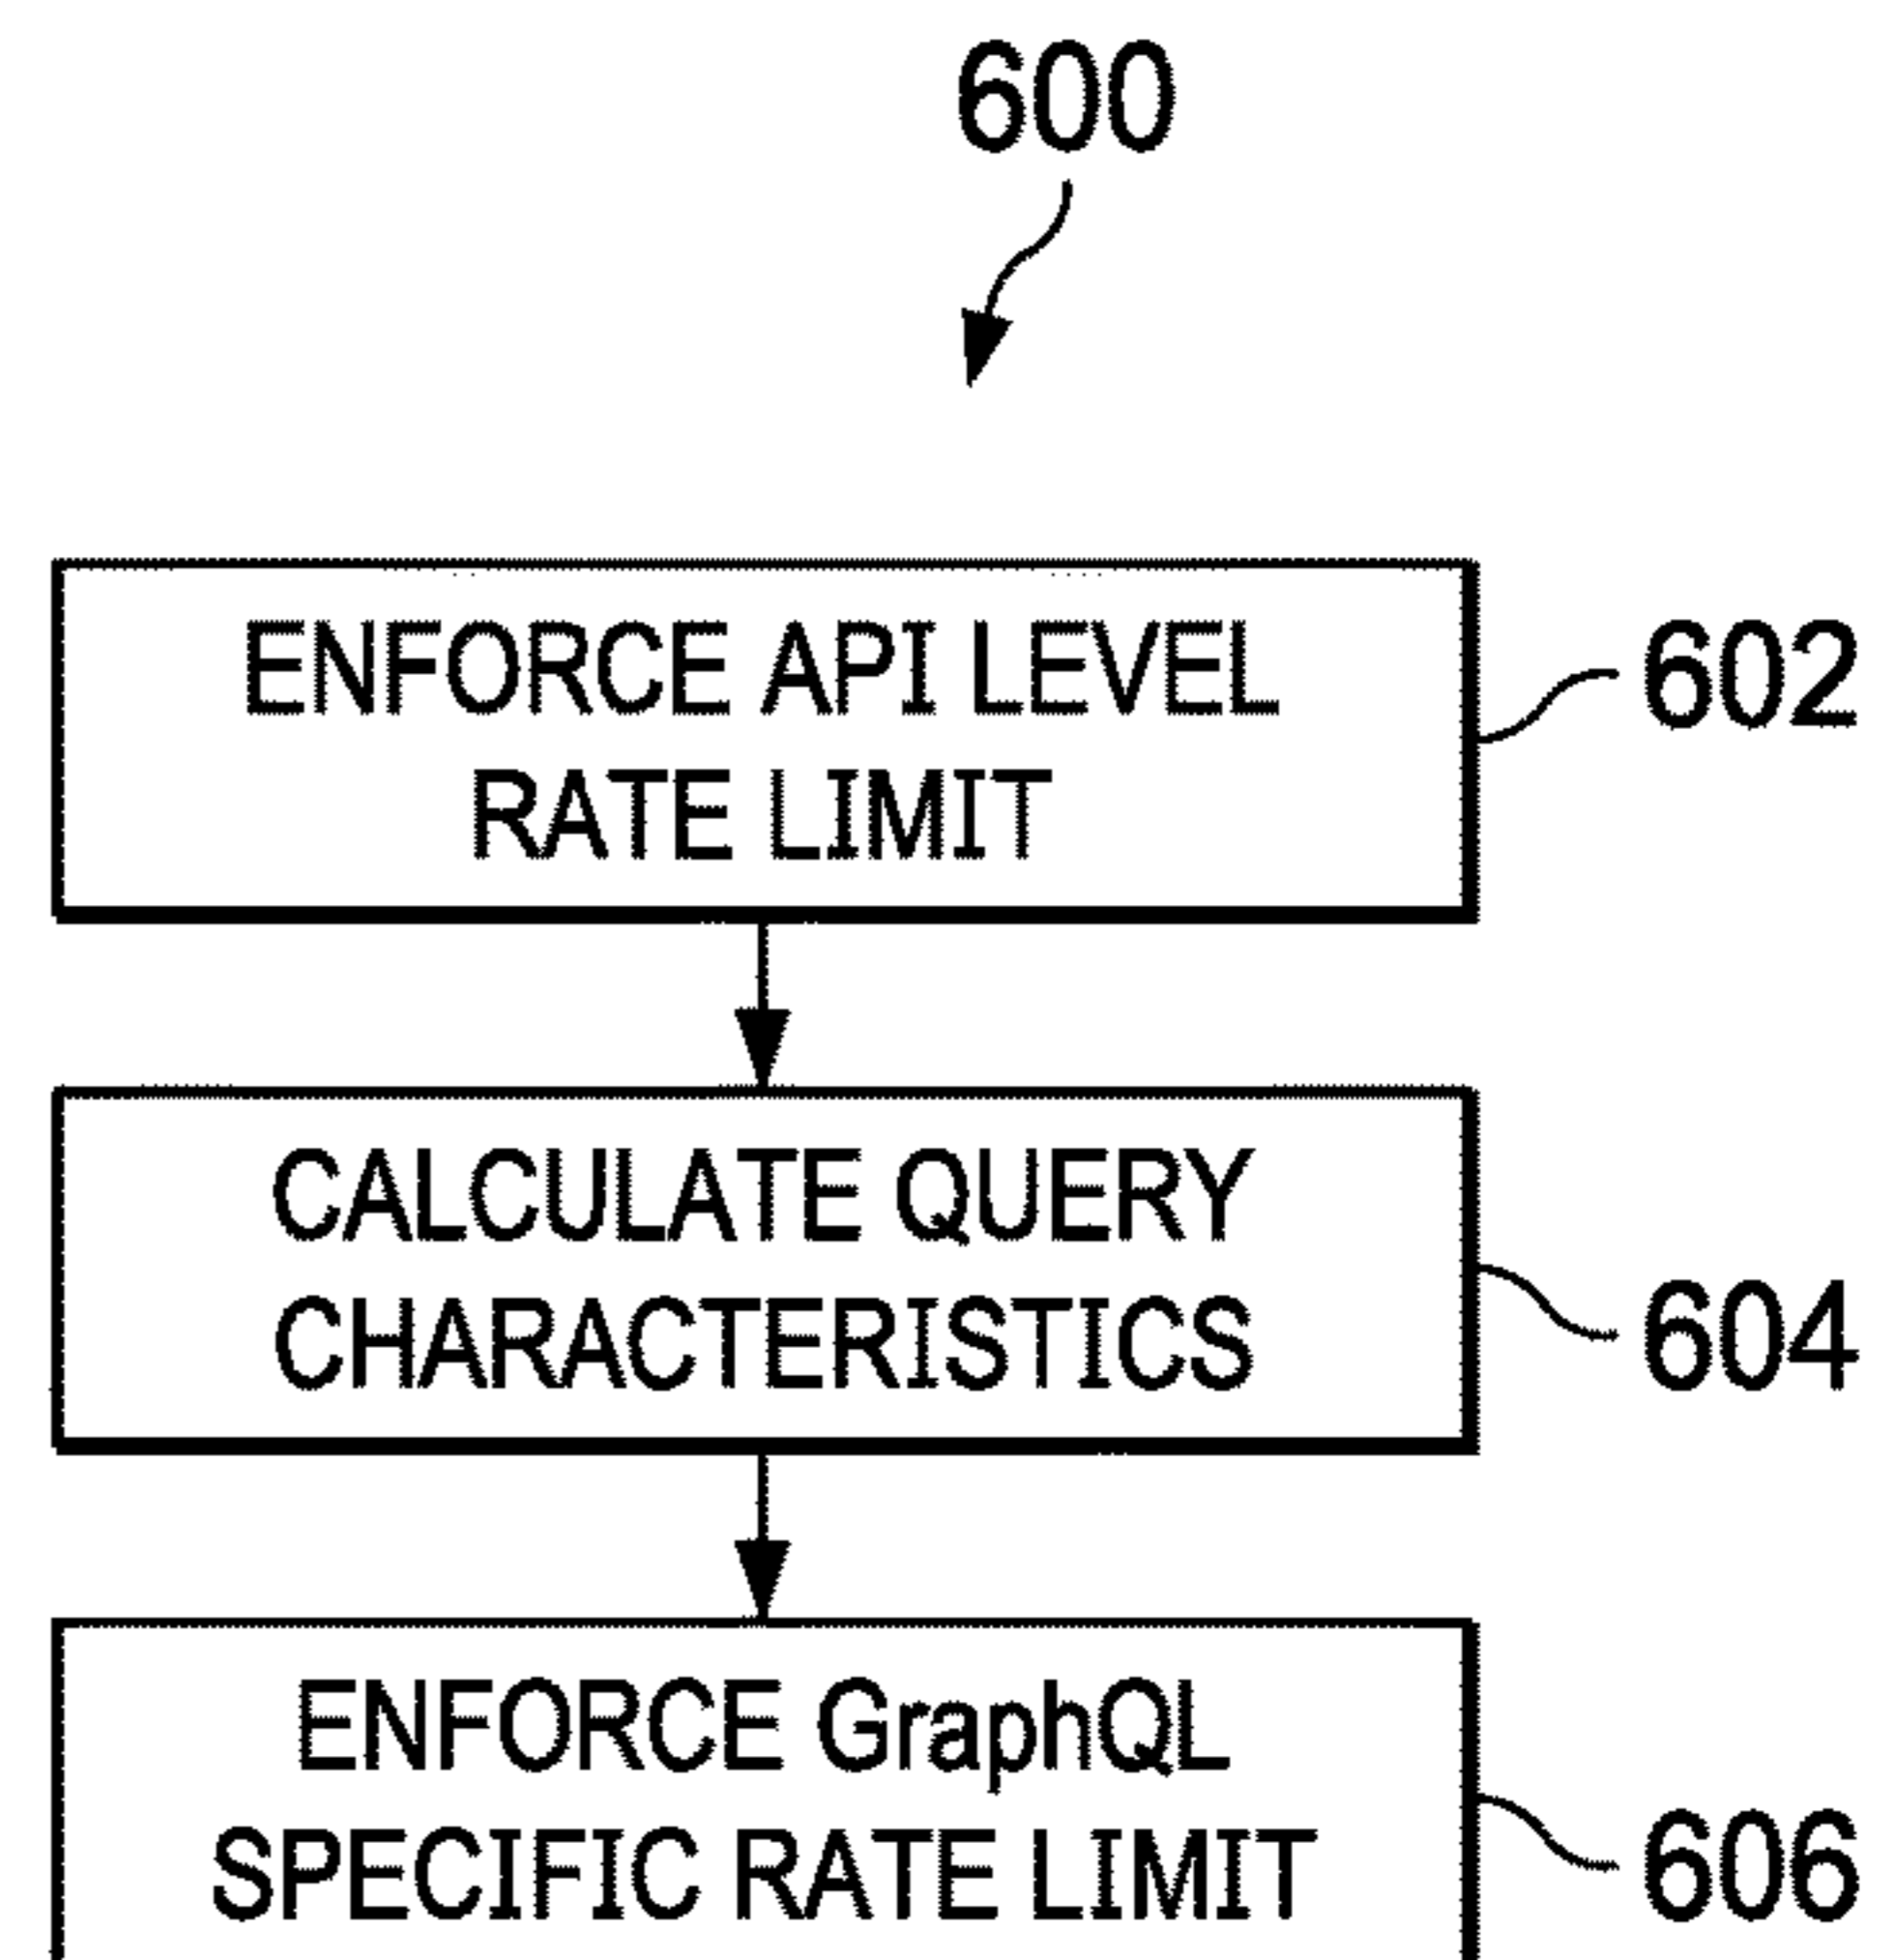 600
ENFORCE API LEVEL
RATE LIMIT
602
CALCULATE QUERY
CHARACTERISTICS
604
ENFORCE GraphQL
SPECIFIC RATE LIMIT
606